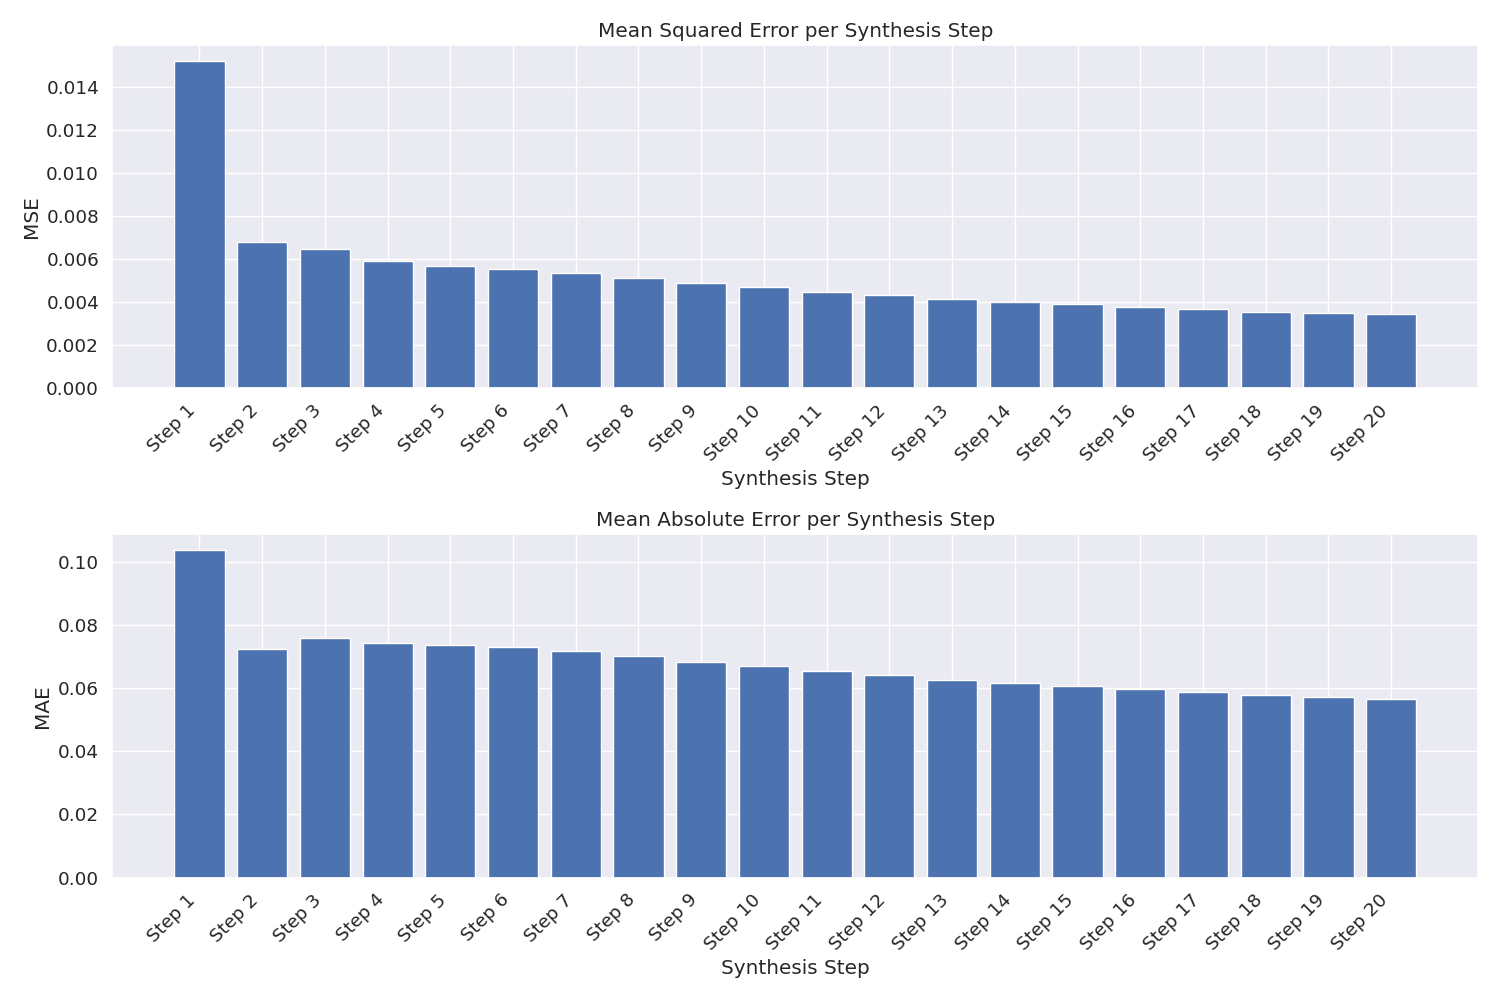 Mean Squared Error per Synthesis Step
MSE
0.014
0.012
0.010
0.008
0.006
0.004
0.002
0.000
Step 1 Step 2 Step 3 Step 4 Step 5 Step 6 Step 7 Step 8 Step 9 Step 10 Step 11 Step 12 Step 13 Step 14 Step 15 Step 16 Step 17 Step 18 Step 19 Step 20
Synthesis Step
Mean Absolute Error per Synthesis Step
MAE
0.10
0.08
0.06
0.04
0.02
0.00
Step 1 Step 2 Step 3 Step 4 Step 5 Step 6 Step 7 Step 8 Step 9 Step 10 Step 11 Step 12 Step 13 Step 14 Step 15 Step 16 Step 17 Step 18 Step 19 Step 20
Synthesis Step